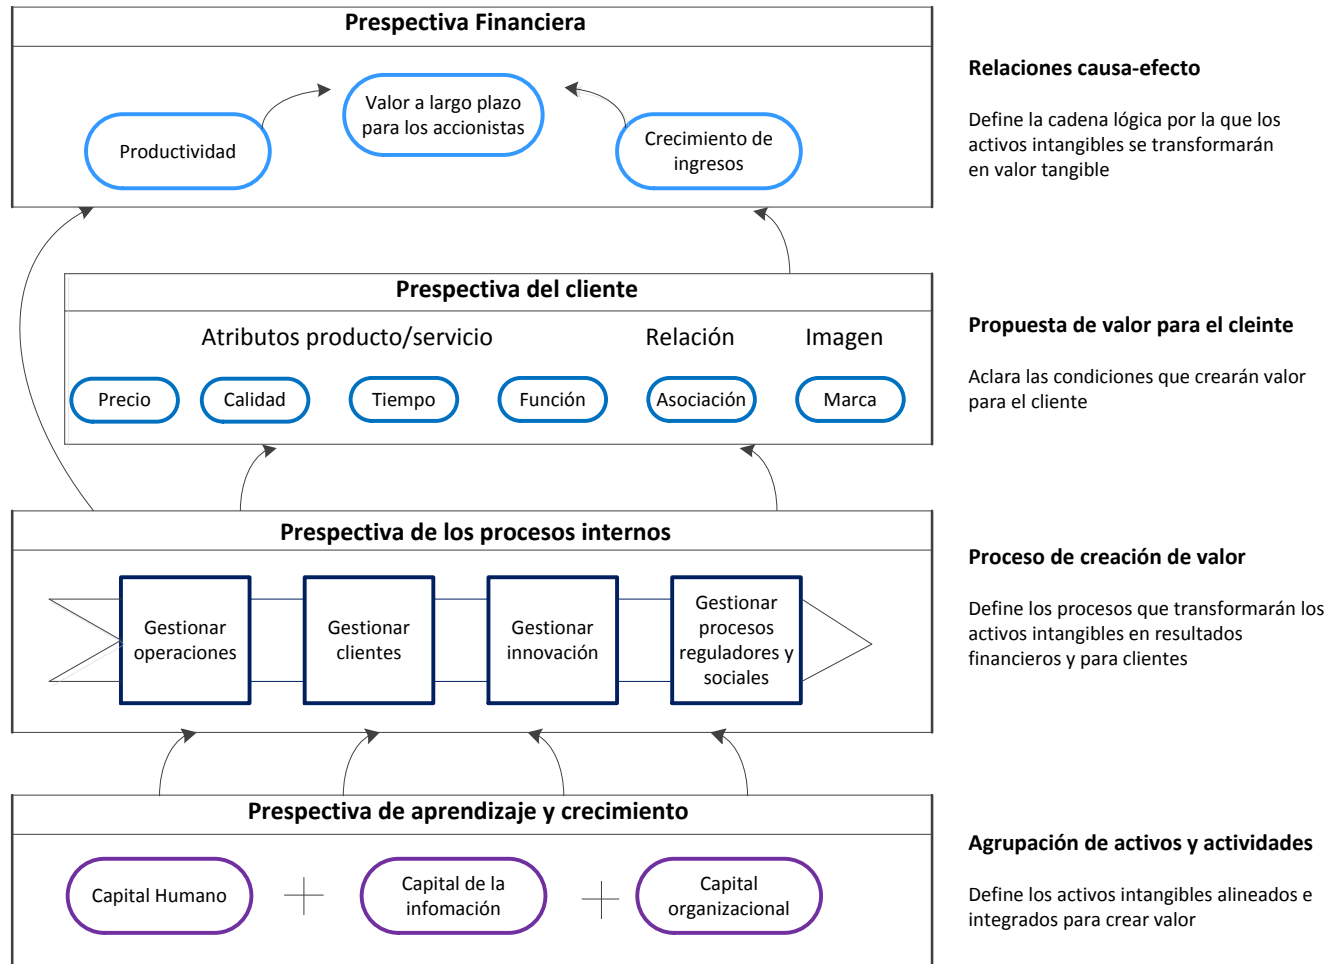 Prespectiva Financiera
Valor a largo plazo
para los accionistas
Productividad
Crecimiento de
ingresos
Relaciones causa-efecto
Define la cadena lógica por la que los
activos intangibles se transformarán
en valor tangible
Prespectiva del cliente
Atributos producto/servicio
Relación
Imagen
Precio
Calidad
Tiempo
Función
Asociación
Marca
Propuesta de valor para el cleinte
Aclara las condiciones que crearán valor
para el cliente
Prespectiva de los procesos internos
Gestionar
operaciones
Gestionar
clientes
Gestionar
innovación
Gestionar
procesos
reguladores y
sociales
Proceso de creación de valor
Define los procesos que transformarán los
activos intangibles en resultados
financieros y para clientes
Prespectiva de aprendizaje y crecimiento
Capital Humano
Capital de la
infomación
Capital
organizacional
Agrupación de activos y actividades
Define los activos intangibles alineados e
integrados para crear valor